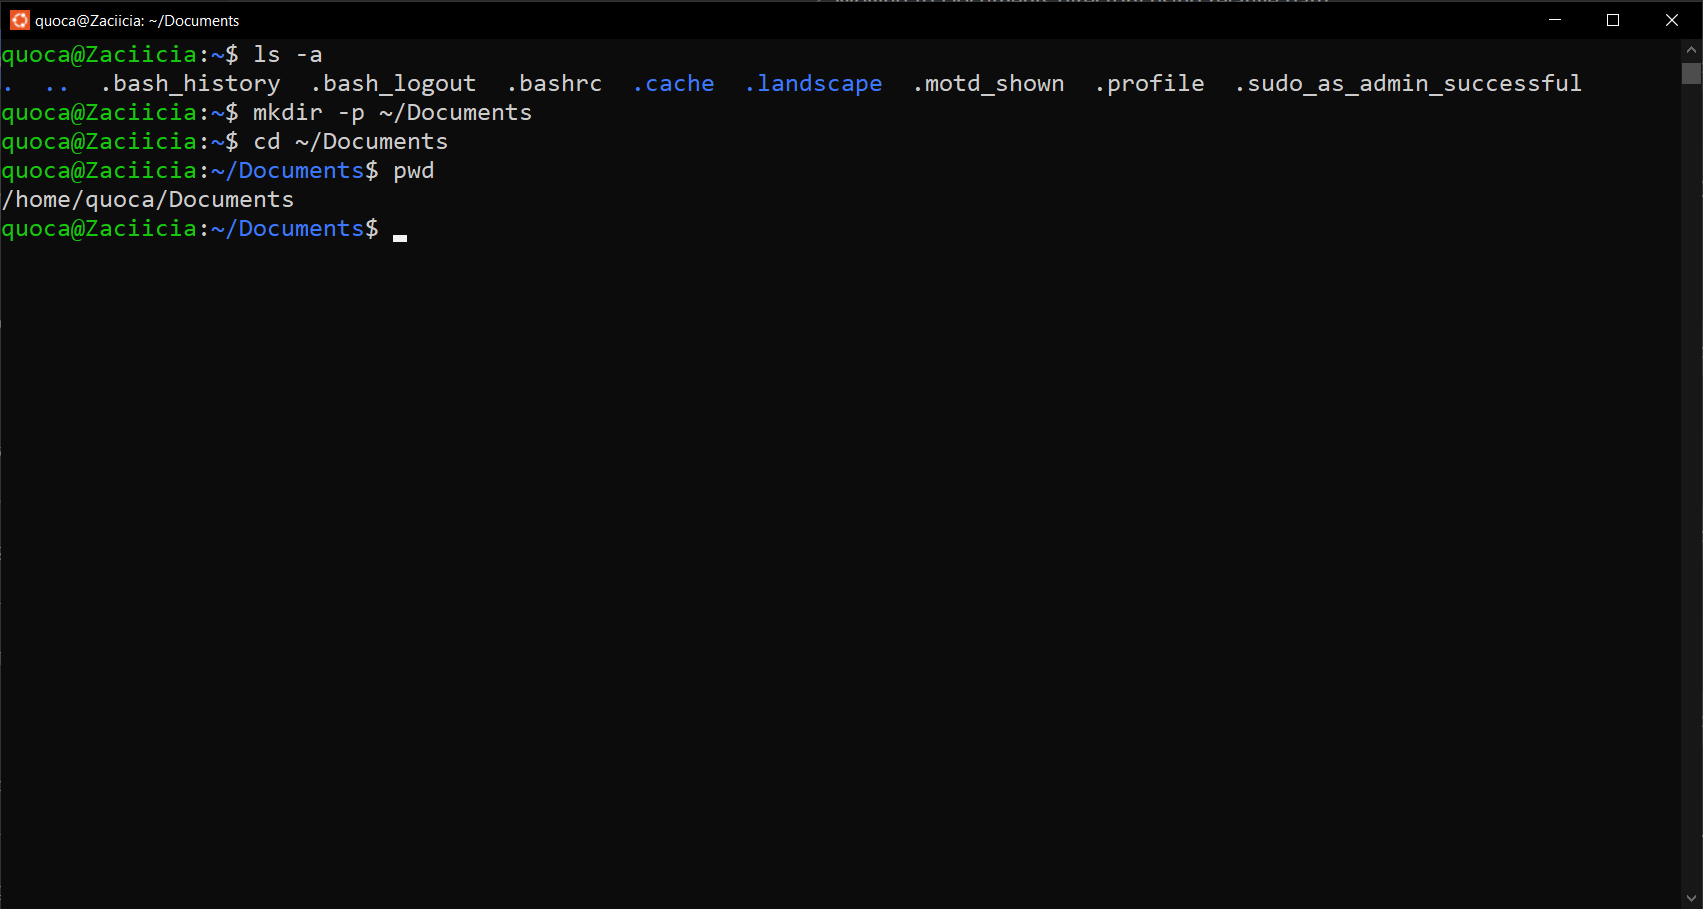 quoca@Zaciicia: ~/Documents
quoca@Zaciicia:~$ ls -a
.  ..  .bash_history  .bash_logout  .bashrc  .cache  .landscape  .motd_shown  .profile  .sudo_as_admin_successful
quoca@Zaciicia:~$ mkdir -p ~/Documents
quoca@Zaciicia:~$ cd ~/Documents
quoca@Zaciicia:~/Documents$ pwd
/home/quoca/Documents
quoca@Zaciicia:~/Documents$